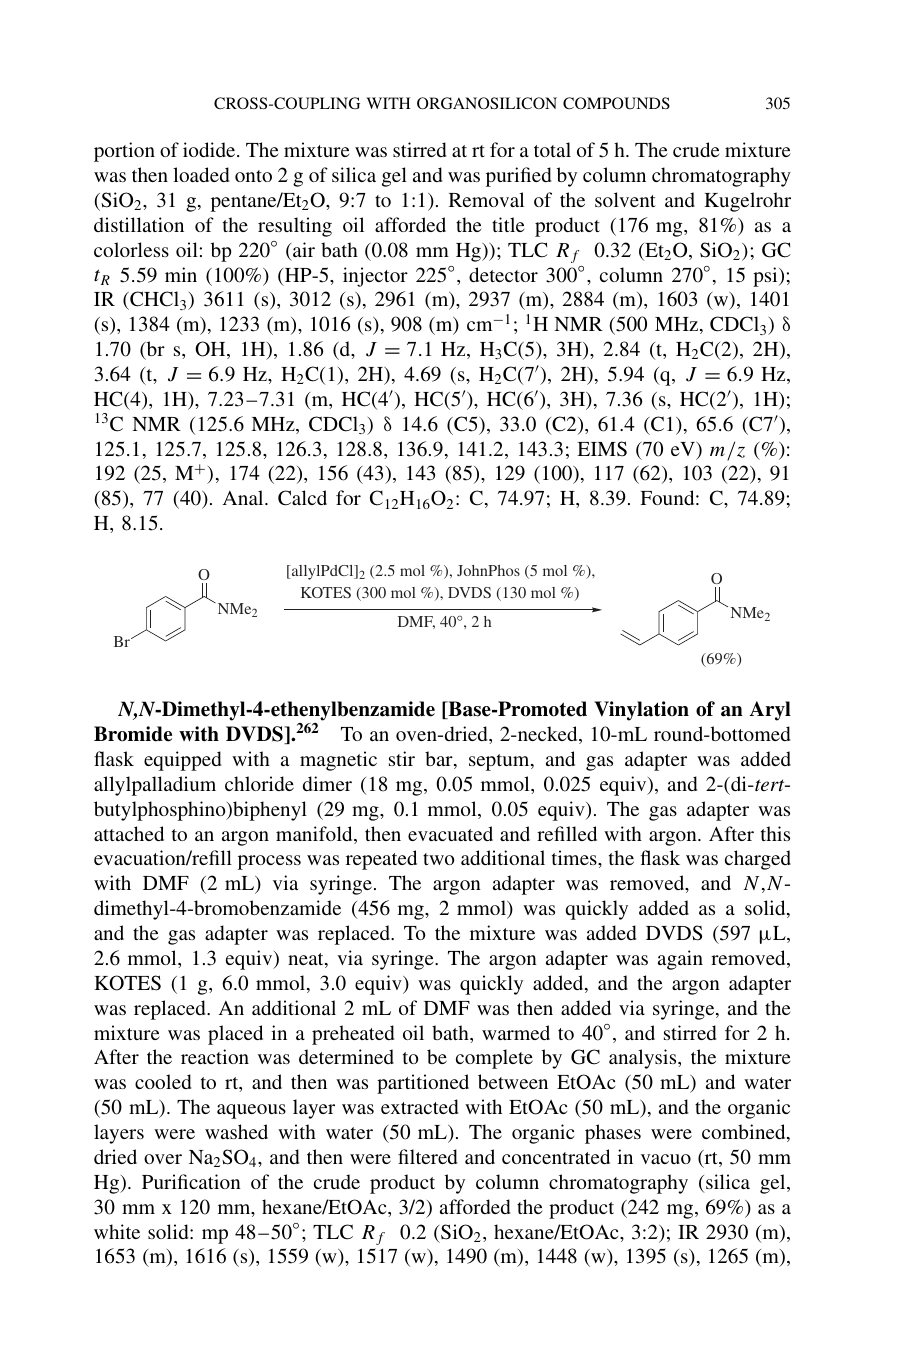 CROSS-COUPLING WITH ORGANOSILICON COMPOUNDS 305
portion of iodide. The mixture was stirred at rt for a total of 5 h. The crude mixture
was then loaded onto 2 g of silica gel and was purified by column chromatography
(SiO₂, 31 g, pentane/Et₂O, 9:7 to 1:1). Removal of the solvent and Kugelrohr
distillation of the resulting oil afforded the title product (176 mg, 81%) as a
colorless oil: bp 220° (air bath (0.08 mm Hg)); TLC R_f 0.32 (Et₂O, SiO₂); GC
t_R 5.59 min (100%) (HP-5, injector 225°, detector 300°, column 270°, 15 psi);
IR (CHCl₃) 3611 (s), 3012 (s), 2961 (m), 2937 (m), 2884 (m), 1603 (w), 1401
(s), 1384 (m), 1233 (m), 1016 (s), 908 (m) cm⁻¹; ¹H NMR (500 MHz, CDCl₃) δ
1.70 (br s, OH, 1H), 1.86 (d, J = 7.1 Hz, H₃C(5), 3H), 2.84 (t, H₂C(2), 2H),
3.64 (t, J = 6.9 Hz, H₂C(1), 2H), 4.69 (s, H₂C(7′), 2H), 5.94 (q, J = 6.9 Hz,
HC(4), 1H), 7.23–7.31 (m, HC(4′), HC(5′), HC(6′), 3H), 7.36 (s, HC(2′), 1H);
¹³C NMR (125.6 MHz, CDCl₃) δ 14.6 (C5), 33.0 (C2), 61.4 (C1), 65.6 (C7′),
125.1, 125.7, 125.8, 126.3, 128.8, 136.9, 141.2, 143.3; EIMS (70 eV) m/z (%):
192 (25, M⁺), 174 (22), 156 (43), 143 (85), 129 (100), 117 (62), 103 (22), 91
(85), 77 (40). Anal. Calcd for C₁₂H₁₆O₂: C, 74.97; H, 8.39. Found: C, 74.89;
H, 8.15.
O
NMe₂
Br
[allylPdCl]₂ (2.5 mol %), JohnPhos (5 mol %),
KOTES (300 mol %), DVDS (130 mol %)
DMF, 40°, 2 h
O
NMe₂
(69%)
N,N-Dimethyl-4-ethenylbenzamide [Base-Promoted Vinylation of an Aryl
Bromide with DVDS].²⁶² To an oven-dried, 2-necked, 10-mL round-bottomed
flask equipped with a magnetic stir bar, septum, and gas adapter was added
allylpalladium chloride dimer (18 mg, 0.05 mmol, 0.025 equiv), and 2-(di-tert-
butylphosphino)biphenyl (29 mg, 0.1 mmol, 0.05 equiv). The gas adapter was
attached to an argon manifold, then evacuated and refilled with argon. After this
evacuation/refill process was repeated two additional times, the flask was charged
with DMF (2 mL) via syringe. The argon adapter was removed, and N,N-
dimethyl-4-bromobenzamide (456 mg, 2 mmol) was quickly added as a solid,
and the gas adapter was replaced. To the mixture was added DVDS (597 μL,
2.6 mmol, 1.3 equiv) neat, via syringe. The argon adapter was again removed,
KOTES (1 g, 6.0 mmol, 3.0 equiv) was quickly added, and the argon adapter
was replaced. An additional 2 mL of DMF was then added via syringe, and the
mixture was placed in a preheated oil bath, warmed to 40°, and stirred for 2 h.
After the reaction was determined to be complete by GC analysis, the mixture
was cooled to rt, and then was partitioned between EtOAc (50 mL) and water
(50 mL). The aqueous layer was extracted with EtOAc (50 mL), and the organic
layers were washed with water (50 mL). The organic phases were combined,
dried over Na₂SO₄, and then were filtered and concentrated in vacuo (rt, 50 mm
Hg). Purification of the crude product by column chromatography (silica gel,
30 mm x 120 mm, hexane/EtOAc, 3/2) afforded the product (242 mg, 69%) as a
white solid: mp 48–50°; TLC R_f 0.2 (SiO₂, hexane/EtOAc, 3:2); IR 2930 (m),
1653 (m), 1616 (s), 1559 (w), 1517 (w), 1490 (m), 1448 (w), 1395 (s), 1265 (m),